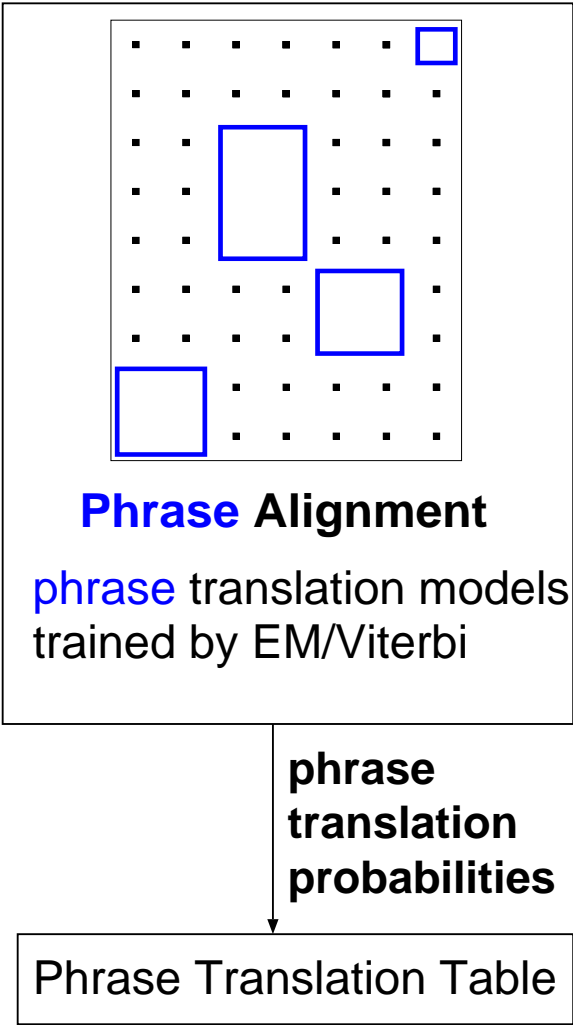 Phrase Alignment
phrase translation models
trained by EM/Viterbi
phrase
translation
probabilities
Phrase Translation Table